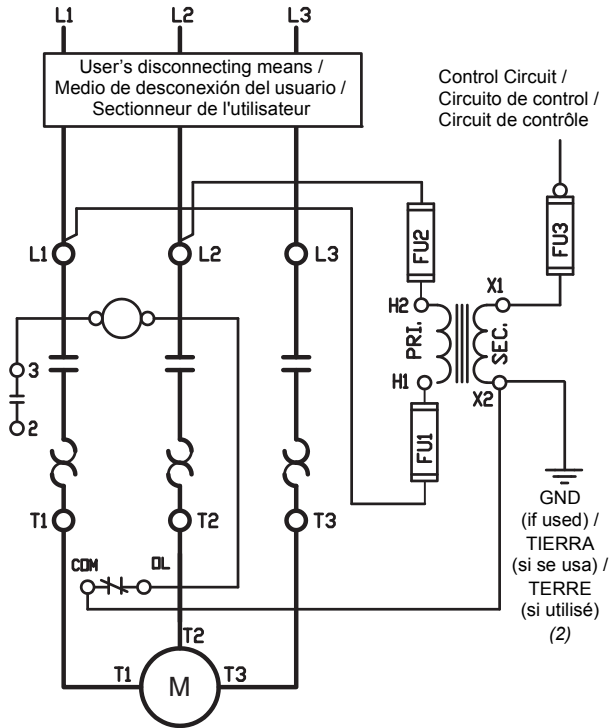 L1
L2
L3
User's disconnecting means /
Medio de desconexión del usuario /
Sectionneur de l'utilisateur
Control Circuit /
Circuito de control /
Circuit de contrôle
L1
L2
L3
FU2
FU3
H2
X1
PRI.
SEC.
H1
X2
3
2
FU1
T1
T2
T3
GND
(if used) /
TIERRA
(si se usa) /
TERRE
(si utilisé)
(2)
COM
OL
T2
T1
M
T3